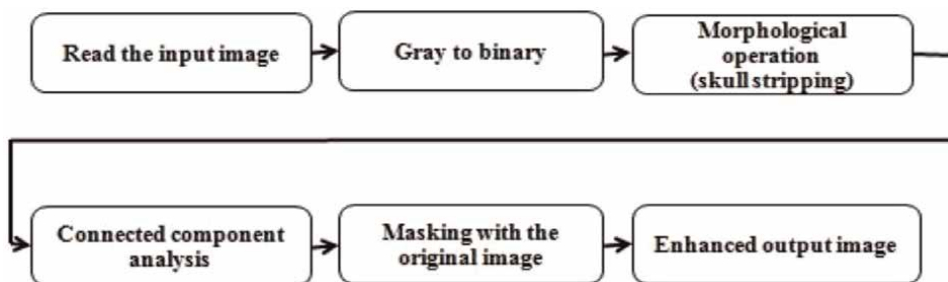 Read the input image
Gray to binary
Morphological
operation
(skull stripping)
Connected component
analysis
Masking with the
original image
Enhanced output image